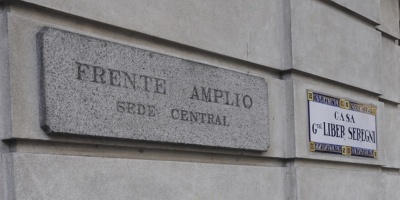 FRENTE AMPLIO
SEDE CENTRAL
CASA
Gral LIBER SEREGNI